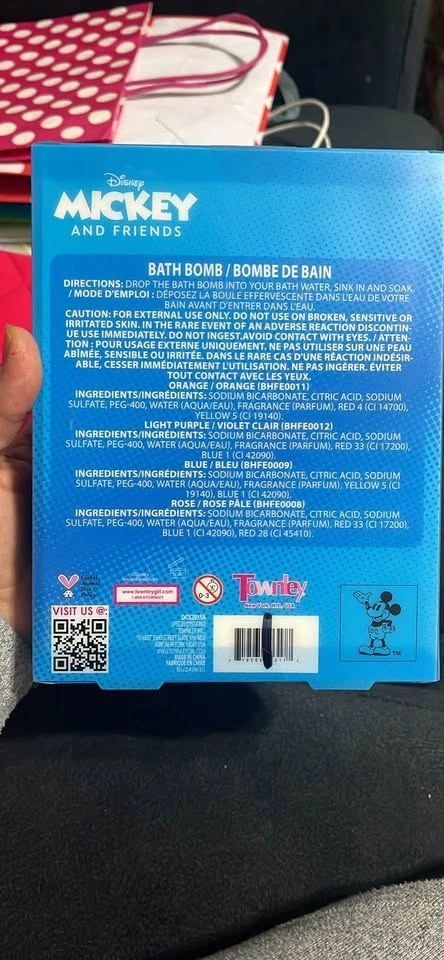 Disney
MICKEY
AND FRIENDS
BATH BOMB / BOMBE DE BAIN
DIRECTIONS: DROP THE BATH BOMB INTO YOUR BATH WATER, SINK IN AND SOAK.
/ MODE D'EMPLOI : DÉPOSEZ LA BOULE EFFERVESCENTE DANS L'EAU DE VOTRE
BAIN AVANT D'ENTRER DANS L'EAU.
CAUTION: FOR EXTERNAL USE ONLY. DO NOT USE ON BROKEN, SENSITIVE OR
IRRITATED SKIN. IN THE RARE EVENT OF AN ADVERSE REACTION DISCONTIN-
UE USE IMMEDIATELY. DO NOT INGEST.AVOID CONTACT WITH EYES. / ATTEN-
TION : POUR USAGE EXTERNE UNIQUEMENT. NE PAS UTILISER SUR UNE PEAU
ABÎMÉE, SENSIBLE OU IRRITÉE. DANS LE RARE CAS D'UNE RÉACTION INDÉSIR-
ABLE, CESSER IMMÉDIATEMENT L'UTILISER. NE PAS INGÉRER. ÉVITER
TOUT CONTACT AVEC LES YEUX.
ORANGE / ORANGE (BHFE0011)
INGREDIENTS/INGRÉDIENTS: SODIUM BICARBONATE, CITRIC ACID, SODIUM
SULFATE, PEG-400, WATER (AQUA/EAU), FRAGRANCE (PARFUM), RED 4 (CI 14700),
YELLOW 5 (CI 19140).
LIGHT PURPLE / VIOLET CLAIR (BHFE0012)
INGREDIENTS/INGRÉDIENTS: SODIUM BICARBONATE, CITRIC ACID, SODIUM
SULFATE, PEG-400, WATER (AQUA/EAU), FRAGRANCE (PARFUM), RED 33 (CI 17200),
BLUE 1 (CI 42090).
BLUE / BLEU (BHFE0009)
INGREDIENTS/INGRÉDIENTS: SODIUM BICARBONATE, CITRIC ACID, SODIUM
SULFATE, PEG-400, WATER (AQUA/EAU), FRAGRANCE (PARFUM), YELLOW 5 (CI
19140), BLUE 1 (CI 42090).
ROSE / ROSE PÂLE (BHFE0008)
INGREDIENTS/INGRÉDIENTS: SODIUM BICARBONATE, CITRIC ACID, SODIUM
SULFATE, PEG-400, WATER (AQUA/EAU), FRAGRANCE (PARFUM), RED 33 (CI 17200),
BLUE 1 (CI 42090), RED 28 (CI 45410).
www.townleygirl.com
0-3
Townley
New York, N.Y., USA
VISIT US @:
DCS2015A
TOWNLEY INC.
MADE IN CHINA
FABRIQUÉ EN CHINE
TM